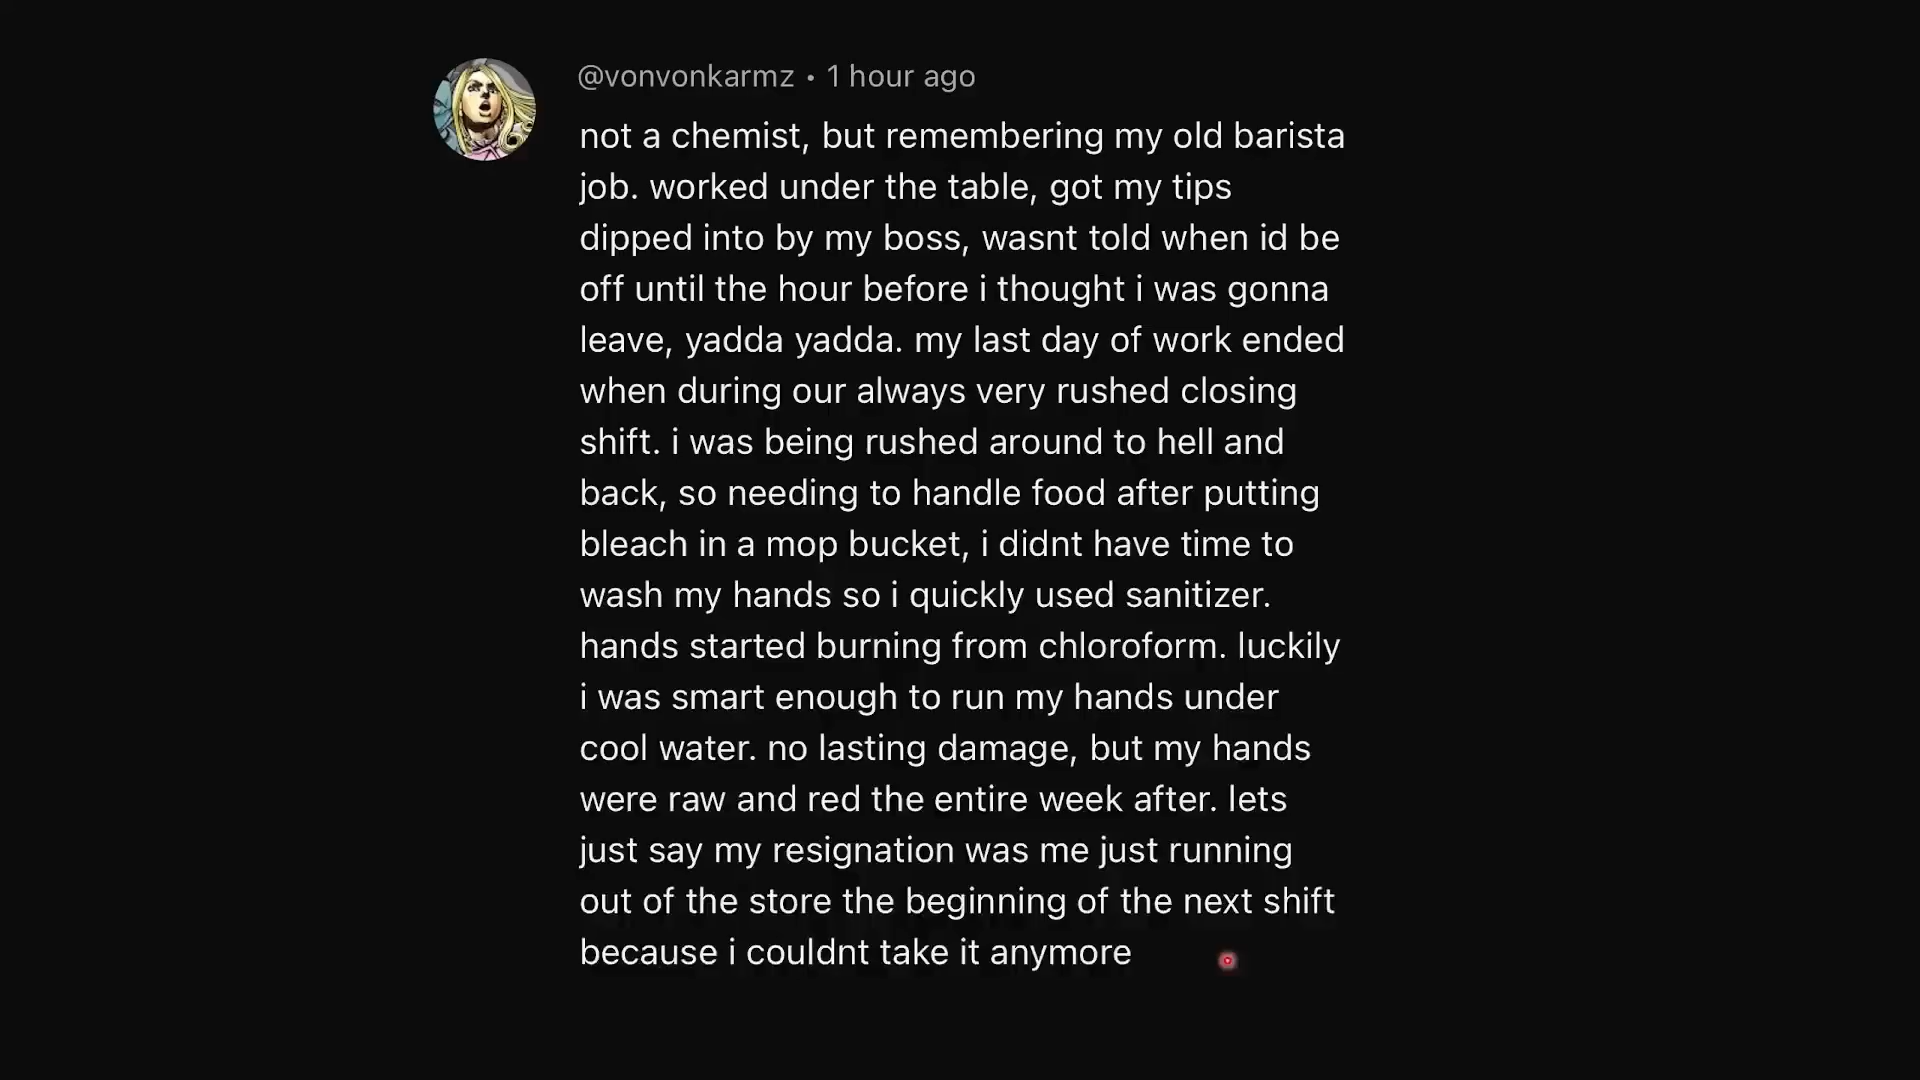 @vonvonkarmz • 1 hour ago
not a chemist, but remembering my old barista
job. worked under the table, got my tips
dipped into by my boss, wasnt told when id be
off until the hour before i thought i was gonna
leave, yadda yadda. my last day of work ended
when during our always very rushed closing
shift. i was being rushed around to hell and
back, so needing to handle food after putting
bleach in a mop bucket, i didnt have time to
wash my hands so i quickly used sanitizer.
hands started burning from chloroform. luckily
i was smart enough to run my hands under
cool water. no lasting damage, but my hands
were raw and red the entire week after. lets
just say my resignation was me just running
out of the store the beginning of the next shift
because i couldnt take it anymore